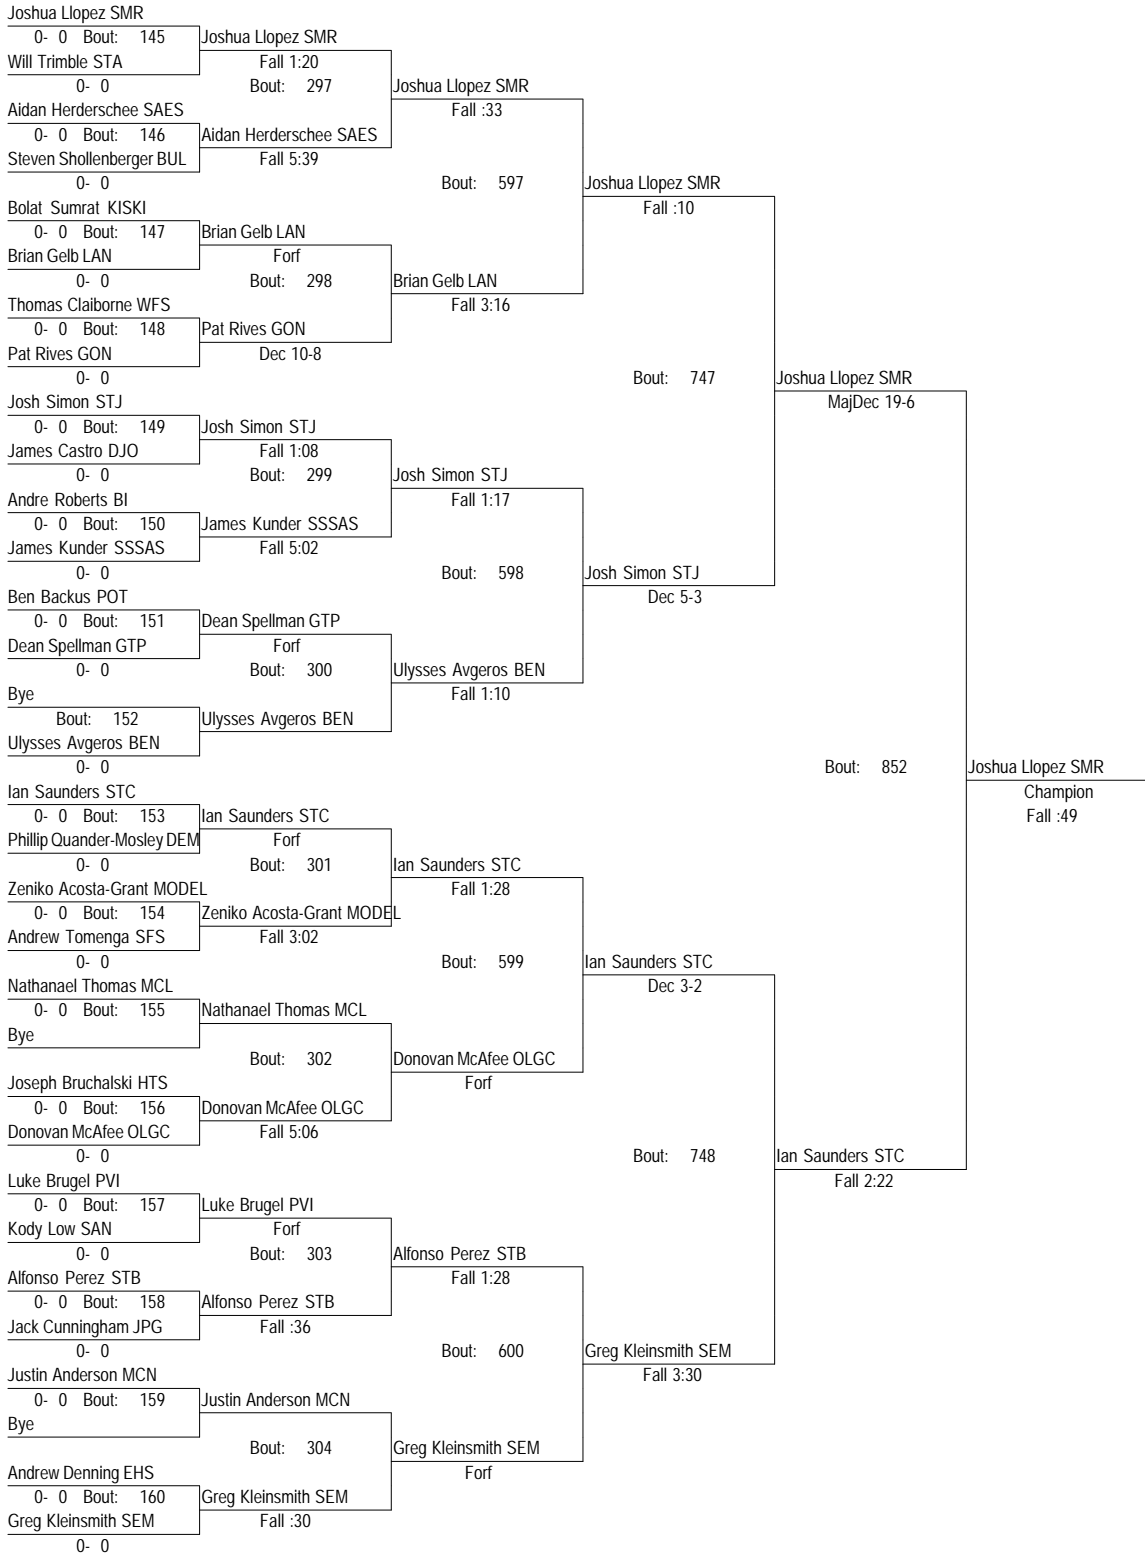 Joshua Llopez SMR
0- 0 Bout: 145 Joshua Llopez SMR
Will Trimble STA Fall 1:20
0- 0 Bout: 297 Joshua Llopez SMR
Aidan Herderschee SAES Fall :33
0- 0 Bout: 146 Aidan Herderschee SAES
Steven Shollenberger BUL Fall 5:39
0- 0 Bout: 597 Joshua Llopez SMR
Bolat Sumrat KISKI Fall :10
0- 0 Bout: 147 Brian Gelb LAN
Brian Gelb LAN Forf
0- 0 Bout: 298 Brian Gelb LAN
Thomas Claiborne WFS Fall 3:16
0- 0 Bout: 148 Pat Rives GON
Pat Rives GON Dec 10-8
0- 0 Bout: 747 Joshua Llopez SMR
Josh Simon STJ MajDec 19-6
0- 0 Bout: 149 Josh Simon STJ
James Castro DJO Fall 1:08
0- 0 Bout: 299 Josh Simon STJ
Andre Roberts BI Fall 1:17
0- 0 Bout: 150 James Kunder SSSAS
James Kunder SSSAS Fall 5:02
0- 0 Bout: 598 Josh Simon STJ
Ben Backus POT Dec 5-3
0- 0 Bout: 151 Dean Spellman GTP
Dean Spellman GTP Forf
0- 0 Bout: 300 Ulysses Avgeros BEN
Bye Fall 1:10
Bout: 152 Ulysses Avgeros BEN
Ulysses Avgeros BEN
0- 0 Bout: 852 Joshua Llopez SMR
Ian Saunders STC Champion
0- 0 Bout: 153 Ian Saunders STC Fall :49
Phillip Quander-Mosley DEM Forf
0- 0 Bout: 301 Ian Saunders STC
Zeniko Acosta-Grant MODEL Fall 1:28
0- 0 Bout: 154 Zeniko Acosta-Grant MODEL
Andrew Tomenga SFS Fall 3:02
0- 0 Bout: 599 Ian Saunders STC
Nathanael Thomas MCL Dec 3-2
0- 0 Bout: 155 Nathanael Thomas MCL
Bye
Bout: 302 Donovan McAfee OLGC
Joseph Bruchalski HTS Forf
0- 0 Bout: 156 Donovan McAfee OLGC
Donovan McAfee OLGC Fall 5:06
0- 0 Bout: 748 Ian Saunders STC
Luke Brugel PVI Fall 2:22
0- 0 Bout: 157 Luke Brugel PVI
Kody Low SAN Forf
0- 0 Bout: 303 Alfonso Perez STB
Alfonso Perez STB Fall 1:28
0- 0 Bout: 158 Alfonso Perez STB
Jack Cunningham JPG Fall :36
0- 0 Bout: 600 Greg Kleinsmith SEM
Justin Anderson MCN Fall 3:30
0- 0 Bout: 159 Justin Anderson MCN
Bye
Bout: 304 Greg Kleinsmith SEM
Andrew Denning EHS Forf
0- 0 Bout: 160 Greg Kleinsmith SEM
Greg Kleinsmith SEM Fall :30
0- 0